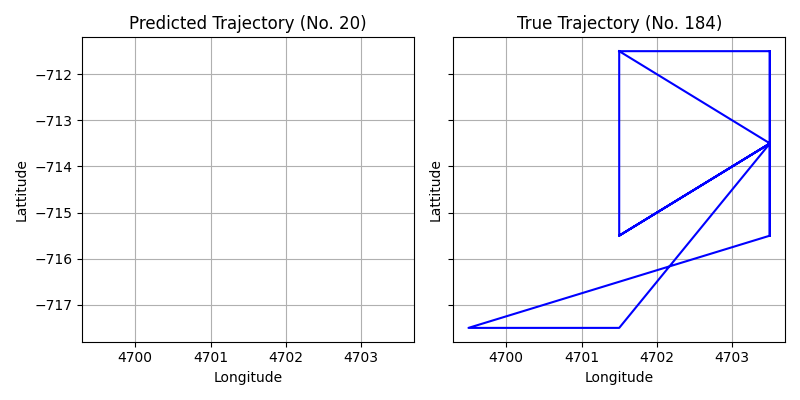 Predicted Trajectory (No. 20)
True Trajectory (No. 184)
Lattitude
−712
−713
−714
−715
−716
−717
4700
4701
4702
4703
Longitude
Lattitude
4700
4701
4702
4703
Longitude